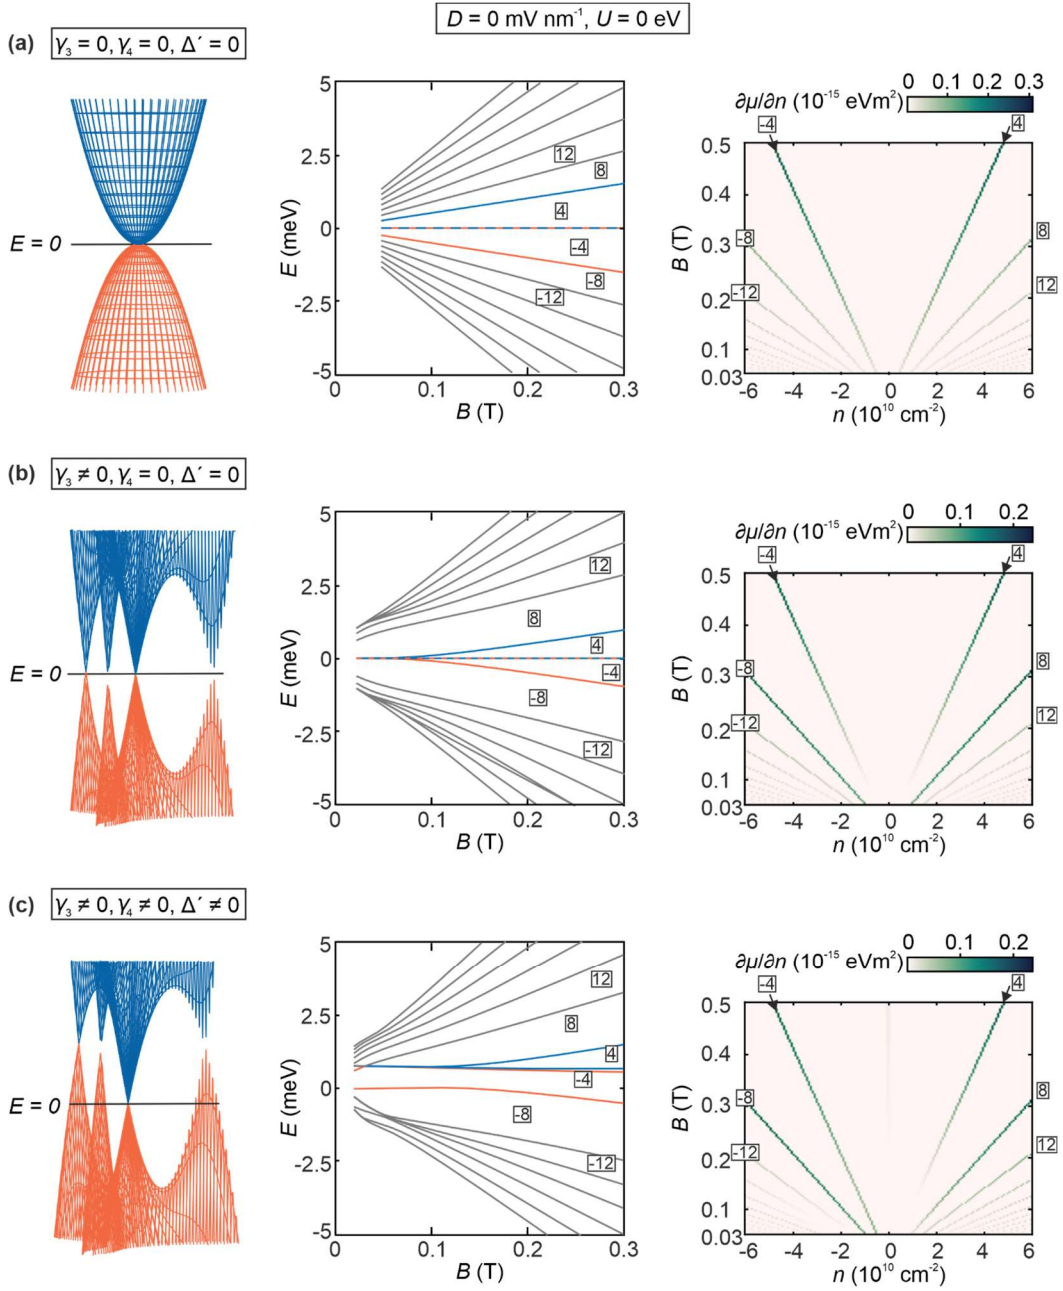 D = 0 mV nm⁻¹, U = 0 eV
(a) γ₃ = 0, γ₄ = 0, Δ´ = 0
E = 0
5
2.5
0
-2.5
-5
E (meV)
12
8
4
-4
-8
-12
0 0.1 0.2 0.3
B (T)
∂μ/∂n (10⁻¹⁵ eVm²)
0 0.1 0.2 0.3
-4 4
0.5
0.4
0.3
0.2
0.1
0.03
B (T)
-8 8
-12 12
-6 -4 -2 0 2 4 6
n (10¹⁰ cm⁻²)
(b) γ₃ ≠ 0, γ₄ = 0, Δ´ = 0
E = 0
5
2.5
0
-2.5
-5
E (meV)
12
8
4
-4
-8
-12
0 0.1 0.2 0.3
B (T)
∂μ/∂n (10⁻¹⁵ eVm²)
0 0.1 0.2
-4 4
0.5
0.4
0.3
0.2
0.1
0.03
B (T)
-8 8
-12 12
-6 -4 -2 0 2 4 6
n (10¹⁰ cm⁻²)
(c) γ₃ ≠ 0, γ₄ ≠ 0, Δ´ ≠ 0
E = 0
5
2.5
0
-2.5
-5
E (meV)
12
8
4
-4
-8
-12
0 0.1 0.2 0.3
B (T)
∂μ/∂n (10⁻¹⁵ eVm²)
0 0.1 0.2
-4 4
0.5
0.4
0.3
0.2
0.1
0.03
B (T)
-8 8
-12 12
-6 -4 -2 0 2 4 6
n (10¹⁰ cm⁻²)